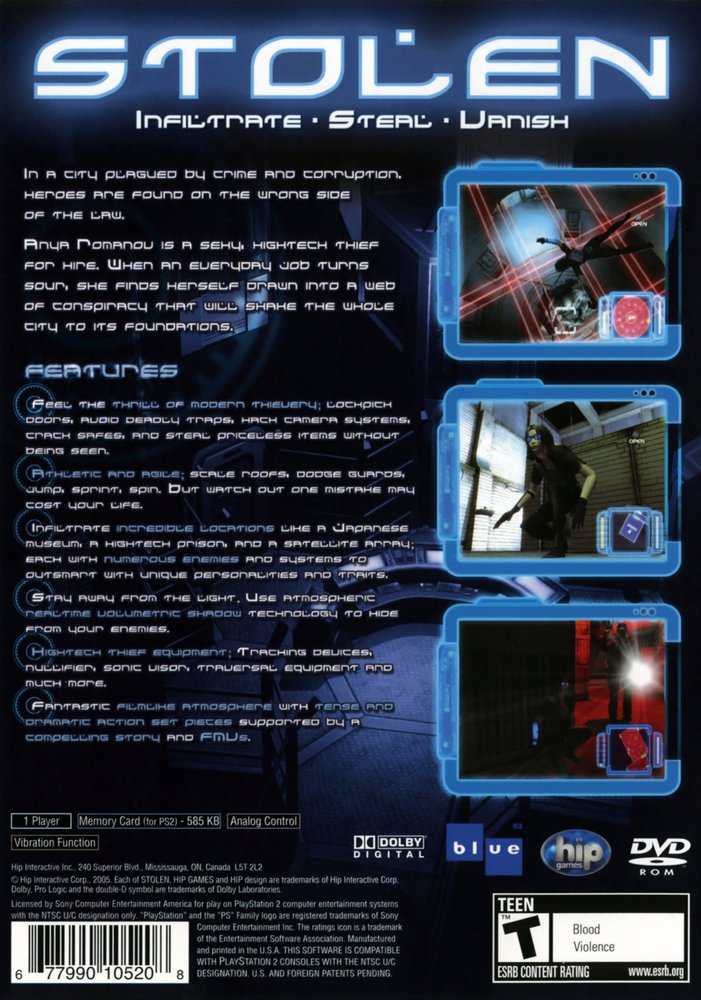 STOLEN
INFILTRATE · STEAL · VANISH
IN A CITY PLAGUED BY CRIME AND CORRUPTION,
HEROES ARE FOUND ON THE WRONG SIDE
OF THE LAW.
ANYA ROMANOV IS A SEXY, HIGHTECH THIEF
FOR HIRE. WHEN AN EVERYDAY JOB TURNS
SOUR, SHE FINDS HERSELF DRAWN INTO A WEB
OF CONSPIRACY THAT WILL SHAKE THE WHOLE
CITY TO ITS FOUNDATIONS.
OPEN
FEATURES
FEEL THE THRILL OF MODERN THIEVERY; LOCKPICK
DOORS, AVOID DEADLY TRAPS, HACK CAMERA SYSTEMS,
CRACK SAFES, AND STEAL PRICELESS ITEMS WITHOUT
BEING SEEN.
ATHLETIC AND AGILE; SCALE ROOFS, DODGE GUARDS,
JUMP, SPRINT, SPIN. BUT WATCH OUT ONE MISTAKE MAY
COST YOUR LIFE.
INFILTRATE INCREDIBLE LOCATIONS LIKE A JAPANESE
MUSEUM, A HIGHTECH PRISON, AND A SATELLITE ARRAY;
EACH WITH NUMEROUS ENEMIES AND SYSTEMS TO
OUTSMART WITH UNIQUE PERSONALITIES AND TRAITS.
STAY AWAY FROM THE LIGHT. USE ATMOSPHERIC
REALTIME VOLUMETRIC SHADOW TECHNOLOGY TO HIDE
FROM YOUR ENEMIES.
HIGHTECH THIEF EQUIPMENT; TRACKING DEVICES,
NULLIFIER, SONIC VISOR, TRAVERSAL EQUIPMENT AND
MUCH MORE.
FANTASTIC FILMLIKE ATMOSPHERE WITH TENSE AND
DRAMATIC ACTION SET PIECES SUPPORTED BY A
COMPELLING STORY AND FMVS.
OPEN
1 Player
Memory Card (for PS2) - 585 KB
Analog Control
Vibration Function
DOLBY
DIGITAL
blue 52
hip games
DVD
ROM
Hip Interactive Inc., 240 Superior Blvd., Mississauga, ON, Canada L5T 2L2
© Hip Interactive Corp., 2005. Each of STOLEN, HIP GAMES and HIP design are trademarks of Hip Interactive Corp.
Dolby, Pro Logic and the double-D symbol are trademarks of Dolby Laboratories.
Licensed by Sony Computer Entertainment America for play on PlayStation 2 computer entertainment systems
with the NTSC U/C designation only. "PlayStation" and the "PS" Family logo are registered trademarks of Sony
Computer Entertainment Inc. The ratings icon is a trademark
of the Entertainment Software Association. Manufactured
and printed in the U.S.A. THIS SOFTWARE IS COMPATIBLE
WITH PLAYSTATION 2 CONSOLES WITH THE NTSC U/C
DESIGNATION. U.S. AND FOREIGN PATENTS PENDING.
6 77990 10520 8
TEEN
T
TM
Blood
Violence
ESRB CONTENT RATING
www.esrb.org